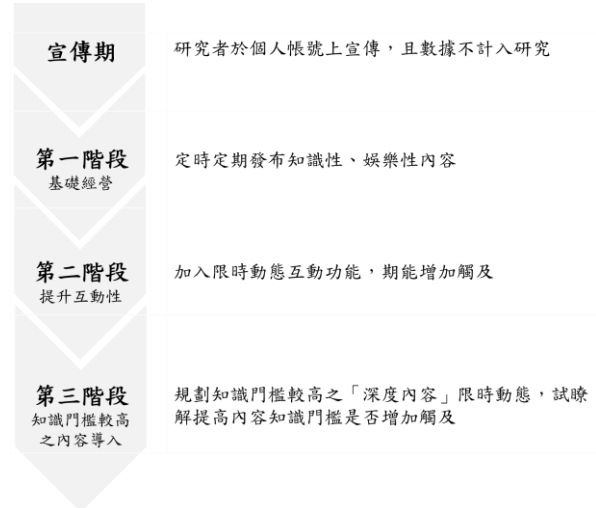 宣傳期
研究者於個人帳號上宣傳，且數據不計入研究
第一階段
基礎經營
定時定期發布知識性、娛樂性內容
第二階段
提升互動性
加入限時動態互動功能，期能增加觸及
第三階段
知識門檻較高
之內容導入
規劃知識門檻較高之「深度內容」限時動態，試瞭
解提高內容知識門檻是否增加觸及